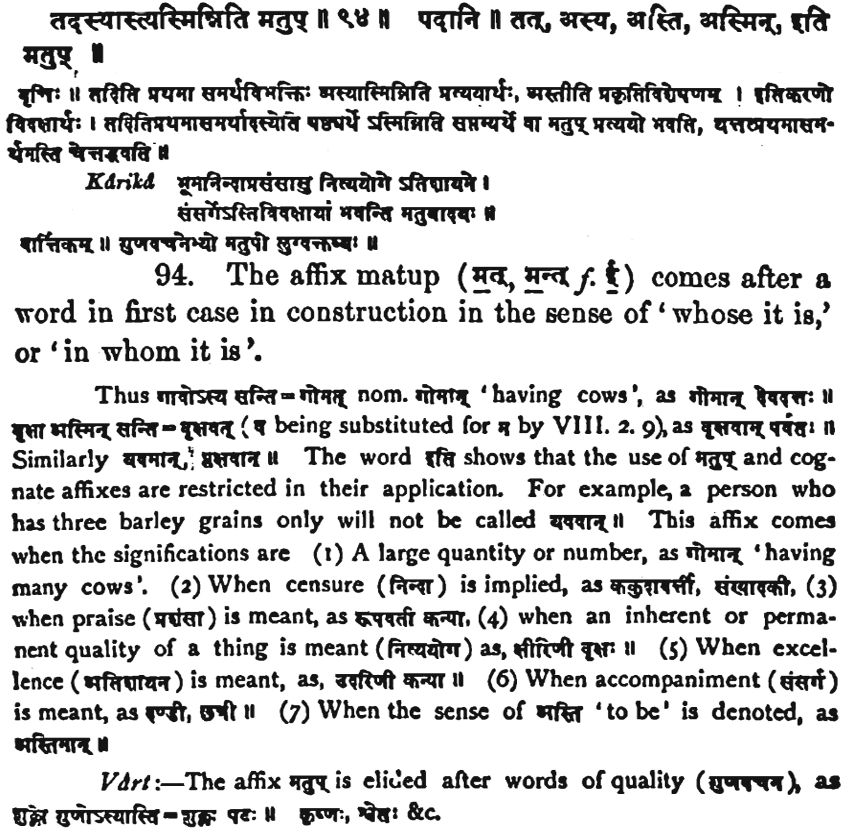 तदस्यास्त्यस्मिन्निति मतुप् ॥ ९४ ॥ पदानि ॥ तत्, अस्य, अस्ति, अस्मिन्, इति
मतुप् ॥
वृत्तिः ॥ तदिति प्रथमा समर्थविभक्तिः अस्यास्मिन्निति प्रत्ययार्थः, अस्तीति प्रकृतिविशेषणम् । इतिकरणो
विवक्षार्थः । तदितिप्रथमासमर्थादस्येति षष्ठ्यर्थे ऽस्मिन्निति सप्तम्यर्थे वा मतुप् प्रत्ययो भवति, यत्तत्प्रथमासम-
र्थमस्ति चेत्तद्भवति ॥
Kârikâ भूमनिन्दाप्रसंसासु नित्ययोगे ऽतिशायने ।
संसर्गेऽस्तिविवक्षायां भवन्ति मतुबादयः ॥
वार्त्तिकम् ॥ गुणवचनेभ्यो मतुपो लुग्वक्तव्यः ॥
94. The affix matup (मत्, मन्त् f. ई) comes after a
word in first case in construction in the sense of ‘whose it is,’
or ‘in whom it is’.
Thus गावोऽस्य सन्ति = गोमत् nom. गोमान् ‘having cows’, as गोमान् देवदत्तः ॥
वृक्षा अस्मिन् सन्ति = वृक्षवत् (व being substituted for म by VIII. 2. 9), as वृक्षवान् पर्वतः ॥
Similarly यवमान्, प्लक्षवान् ॥ The word इति shows that the use of मतुप् and cog-
nate affixes are restricted in their application. For example, a person who
has three barley grains only will not be called यववान् ॥ This affix comes
when the significations are (1) A large quantity or number, as गोमान् ‘having
many cows’. (2) When censure (निन्दा) is implied, as ककुदावर्त्ती, संखादकी, (3)
when praise (प्रशंसा) is meant, as रूपवती कन्या, (4) when an inherent or perma-
nent quality of a thing is meant (नित्ययोग) as, क्षीरिणी वृक्षः ॥ (5) When excel-
lence (अतिशायन) is meant, as, उदरिणी कन्या ॥ (6) When accompaniment (संसर्ग)
is meant, as दण्डी, छत्री ॥ (7) When the sense of अस्ति ‘to be’ is denoted, as
अस्तिमान् ॥
Vârt:—The affix मतुप् is elided after words of quality (गुणवचन), as
शुक्लो गुणोऽस्यास्ति = शुक्लः पटः ॥ कृष्णः, श्वेतः &c.